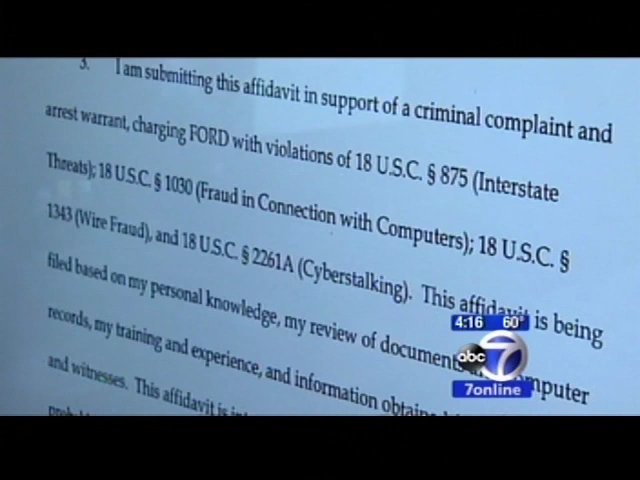 3. I am submitting this affidavit in support of a criminal complaint and
arrest warrant, charging FORD with violations of 18 U.S.C. § 875 (Interstate
Threats); 18 U.S.C. § 1030 (Fraud in Connection with Computers); 18 U.S.C. §
1343 (Wire Fraud), and 18 U.S.C. § 2261A (Cyberstalking). This affidavit is being
filed based on my personal knowledge, my review of documents computer
records, my training and experience, and information
and witnesses. This affidavit is
4:16 60°
abc 7
7online